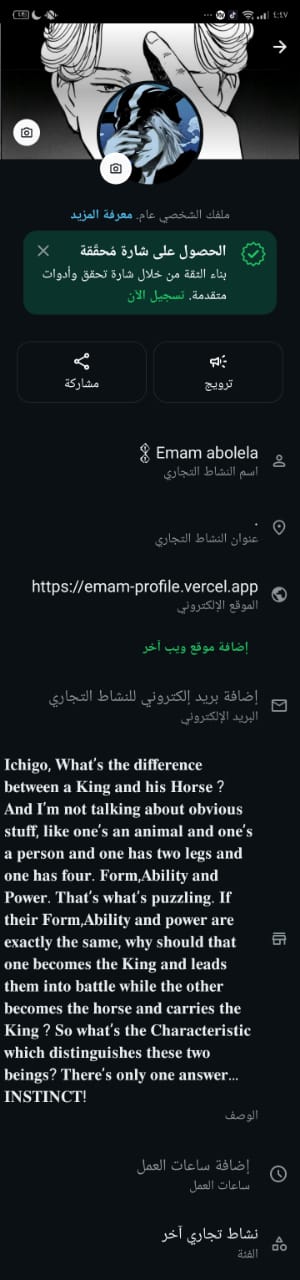 ٤:٤٧
ملفك الشخصي عام. معرفة المزيد
الحصول على شارة مُحقَّقة
بناء الثقة من خلال شارة تحقق وأدوات
متقدمة. تسجيل الآن
مشاركة
ترويج
Emam abolela
اسم النشاط التجاري
.
عنوان النشاط التجاري
https://emam-profile.vercel.app
الموقع الإلكتروني
إضافة موقع ويب آخر
إضافة بريد إلكتروني للنشاط التجاري
البريد الإلكتروني
Ichigo, What's the difference
between a King and his Horse ?
And I'm not talking about obvious
stuff, like one's an animal and one's
a person and one has two legs and
one has four. Form,Ability and
Power. That's what's puzzling. If
their Form,Ability and power are
exactly the same, why should that
one becomes the King and leads
them into battle while the other
becomes the horse and carries the
King ? So what's the Characteristic
which distinguishes these two
beings? There's only one answer...
INSTINCT!
الوصف
إضافة ساعات العمل
ساعات العمل
نشاط تجاري آخر
الفئة